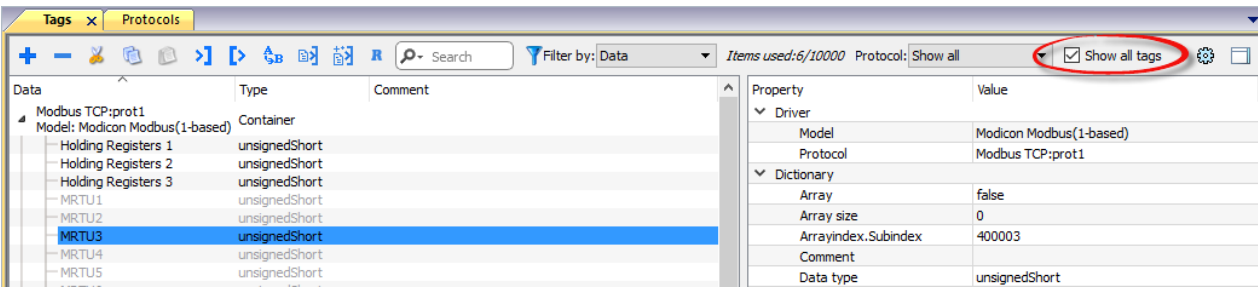 Tags x Protocols
Search Filter by: Data Items used:6/10000 Protocol: Show all Show all tags
Data Type Comment Property Value
Modbus TCP:prot1
Model: Modicon Modbus(1-based) Container
Driver
Model Modicon Modbus(1-based)
Holding Registers 1 unsignedShort
Protocol Modbus TCP:prot1
Holding Registers 2 unsignedShort
Dictionary
Holding Registers 3 unsignedShort
Array false
MRTU1 unsignedShort
Array size 0
MRTU2 unsignedShort
MRTU3 unsignedShort
Arrayindex.Subindex 400003
MRTU4 unsignedShort
Comment
MRTU5 unsignedShort
Data type unsignedShort